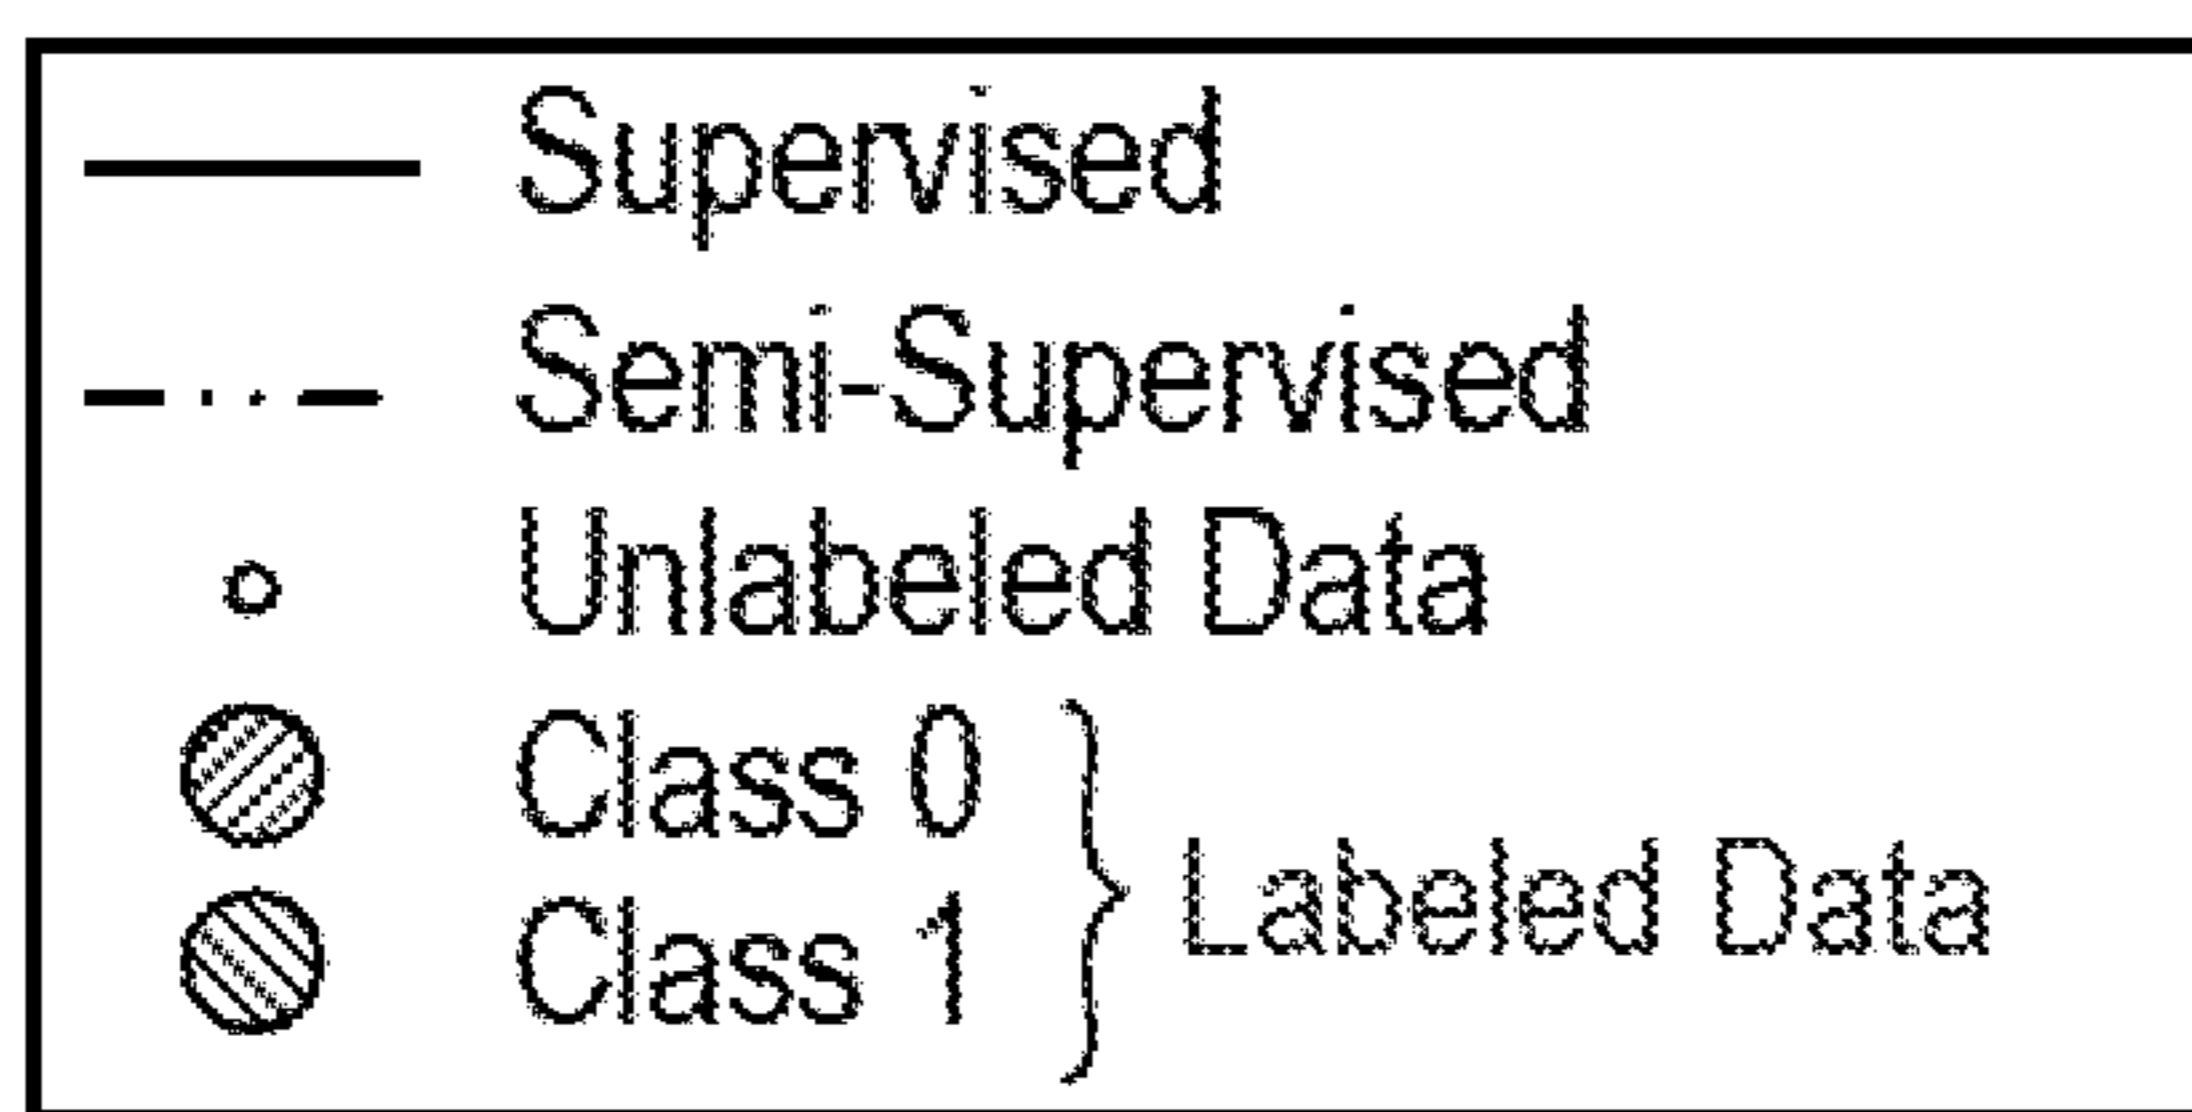 Supervised
Semi-Supervised
Unlabeled Data
Class 0
Class 1
Labeled Data